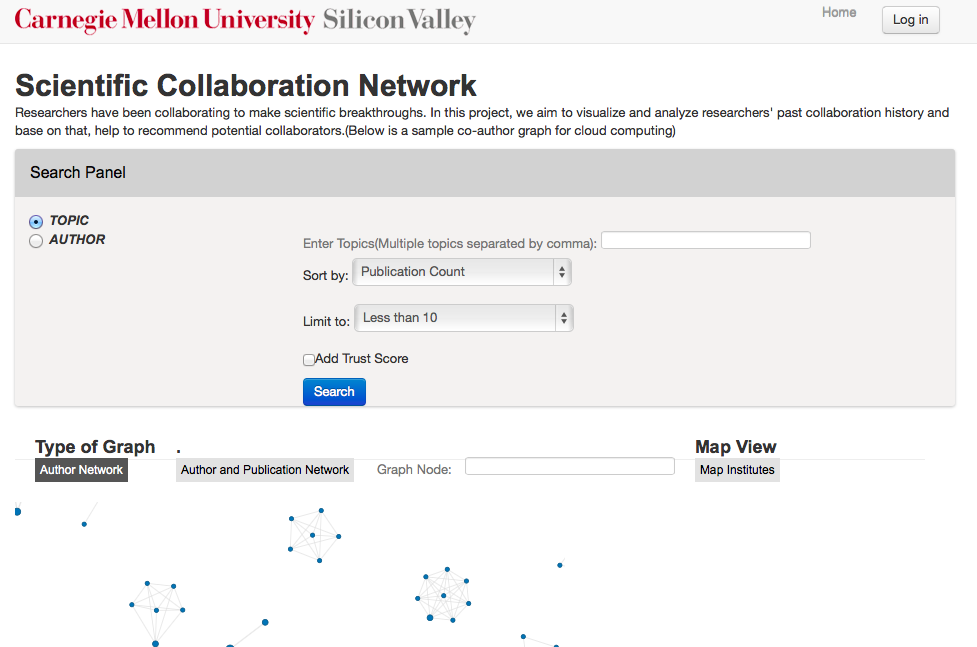 Carnegie Mellon University Silicon Valley
Home
Log in
Scientific Collaboration Network
Researchers have been collaborating to make scientific breakthroughs. In this project, we aim to visualize and analyze researchers' past collaboration history and
base on that, help to recommend potential collaborators.(Below is a sample co-author graph for cloud computing)
Search Panel
TOPIC
AUTHOR
Enter Topics(Multiple topics separated by comma):
Sort by: Publication Count
Limit to: Less than 10
Add Trust Score
Search
Type of Graph .
Map View
Author Network
Author and Publication Network
Graph Node:
Map Institutes